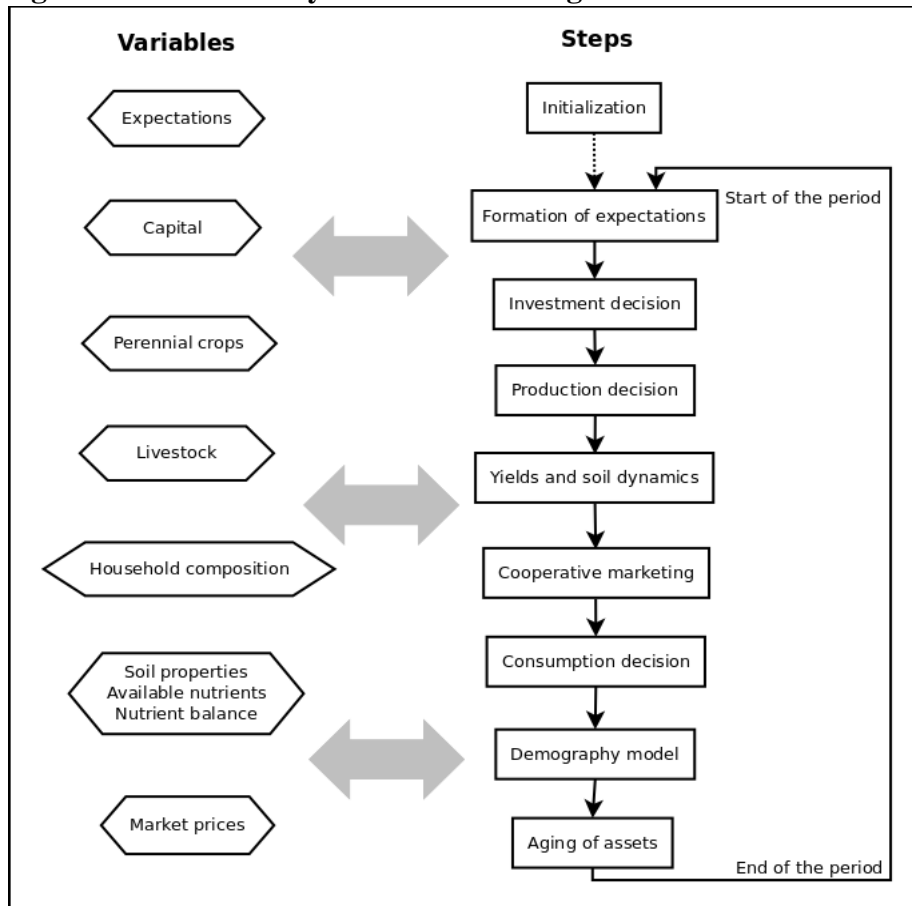 Variables
Steps
Expectations
Capital
Perennial crops
Livestock
Household composition
Soil properties
Available nutrients
Nutrient balance
Market prices
Initialization
Start of the period
Formation of expectations
Investment decision
Production decision
Yields and soil dynamics
Cooperative marketing
Consumption decision
Demography model
Aging of assets
End of the period